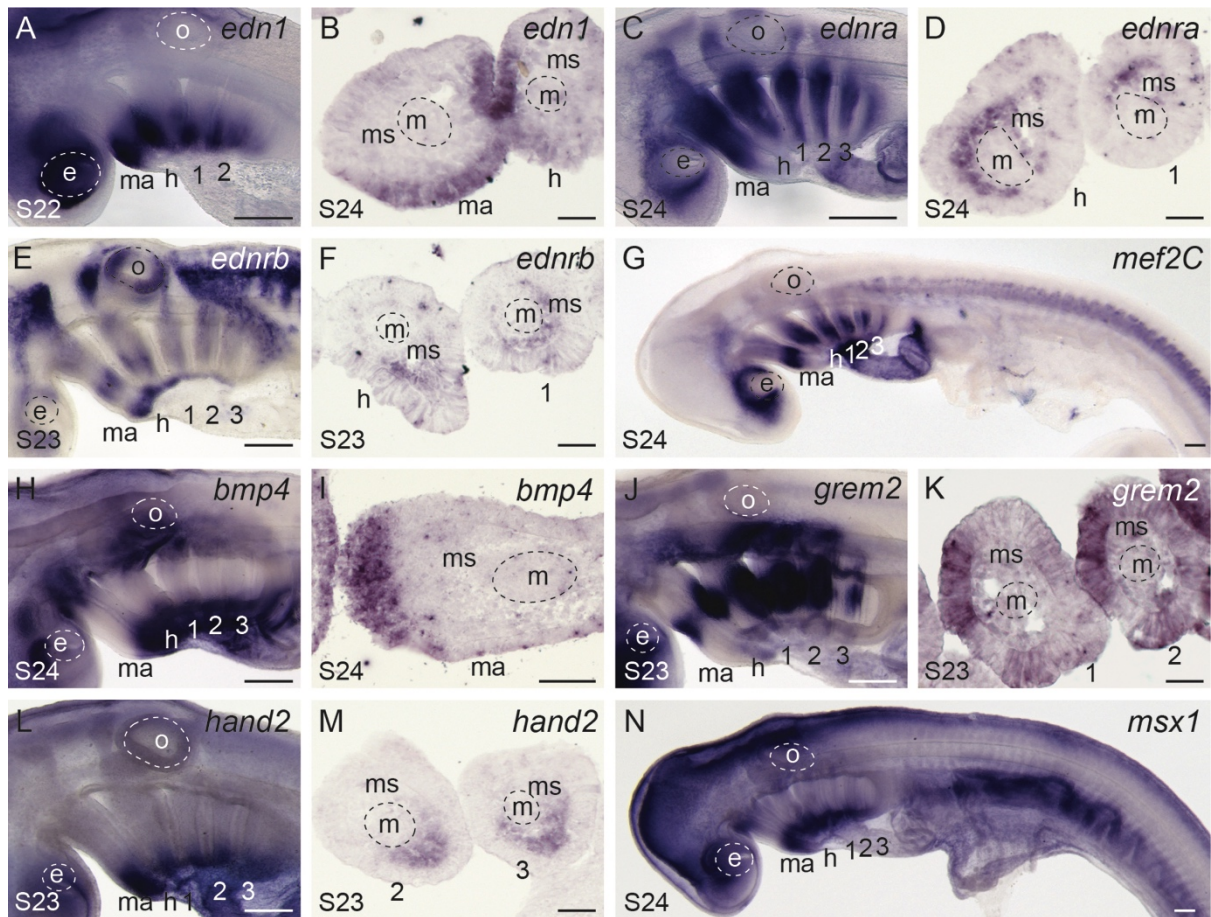 A
o
edn1
e
ma
h
1
2
S22
B
edn1
ms
m
ms
m
h
S24
ma
C
ednra
o
e
h
1
2
3
ma
S24
D
ednra
ms
m
ms
m
1
S24
h
E
ednrb
o
e
S23
ma
h
1
2
3
F
ednrb
ms
m
m
ms
h
1
S23
G
mef2C
o
e
ma
h
1
2
3
S24
H
bmp4
o
e
h
1
2
3
S24
ma
I
bmp4
ms
m
S24
ma
J
grem2
o
e
h
1
2
3
S23
ma
K
grem2
ms
ms
m
m
S23
1
2
L
hand2
o
e
2
3
S23
ma
h
1
M
hand2
ms
ms
m
m
3
S23
2
N
msx1
o
e
ma
h
1
2
3
S24